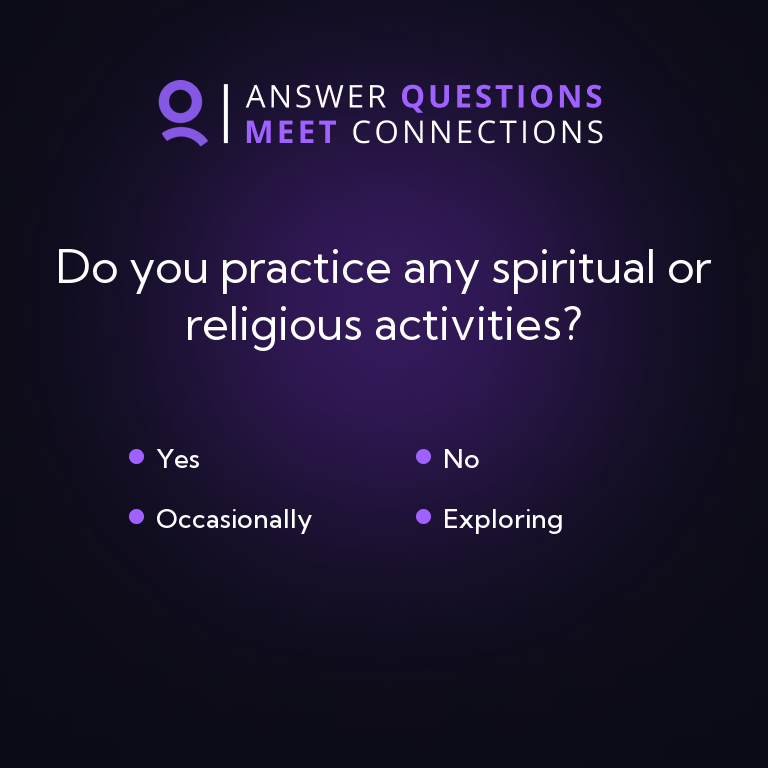 ANSWER QUESTIONS
MEET CONNECTIONS
Do you practice any spiritual or
religious activities?
Yes
No
Occasionally
Exploring